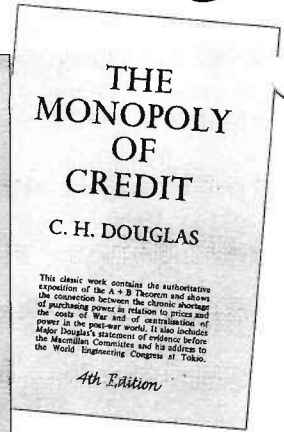 THE
MONOPOLY
OF
CREDIT
C. H. DOUGLAS
This classic work contains the authoritative
exposition of the A + B Theorem and shows
the connection between the chronic shortage
of purchasing power in relation to prices and
the costs of War and of centralisation of
power in the post-war world. It also includes
Major Douglas's statement of evidence before
the Macmillan Committee and his address to
the World Engineering Congress at Tokio.
4th Edition